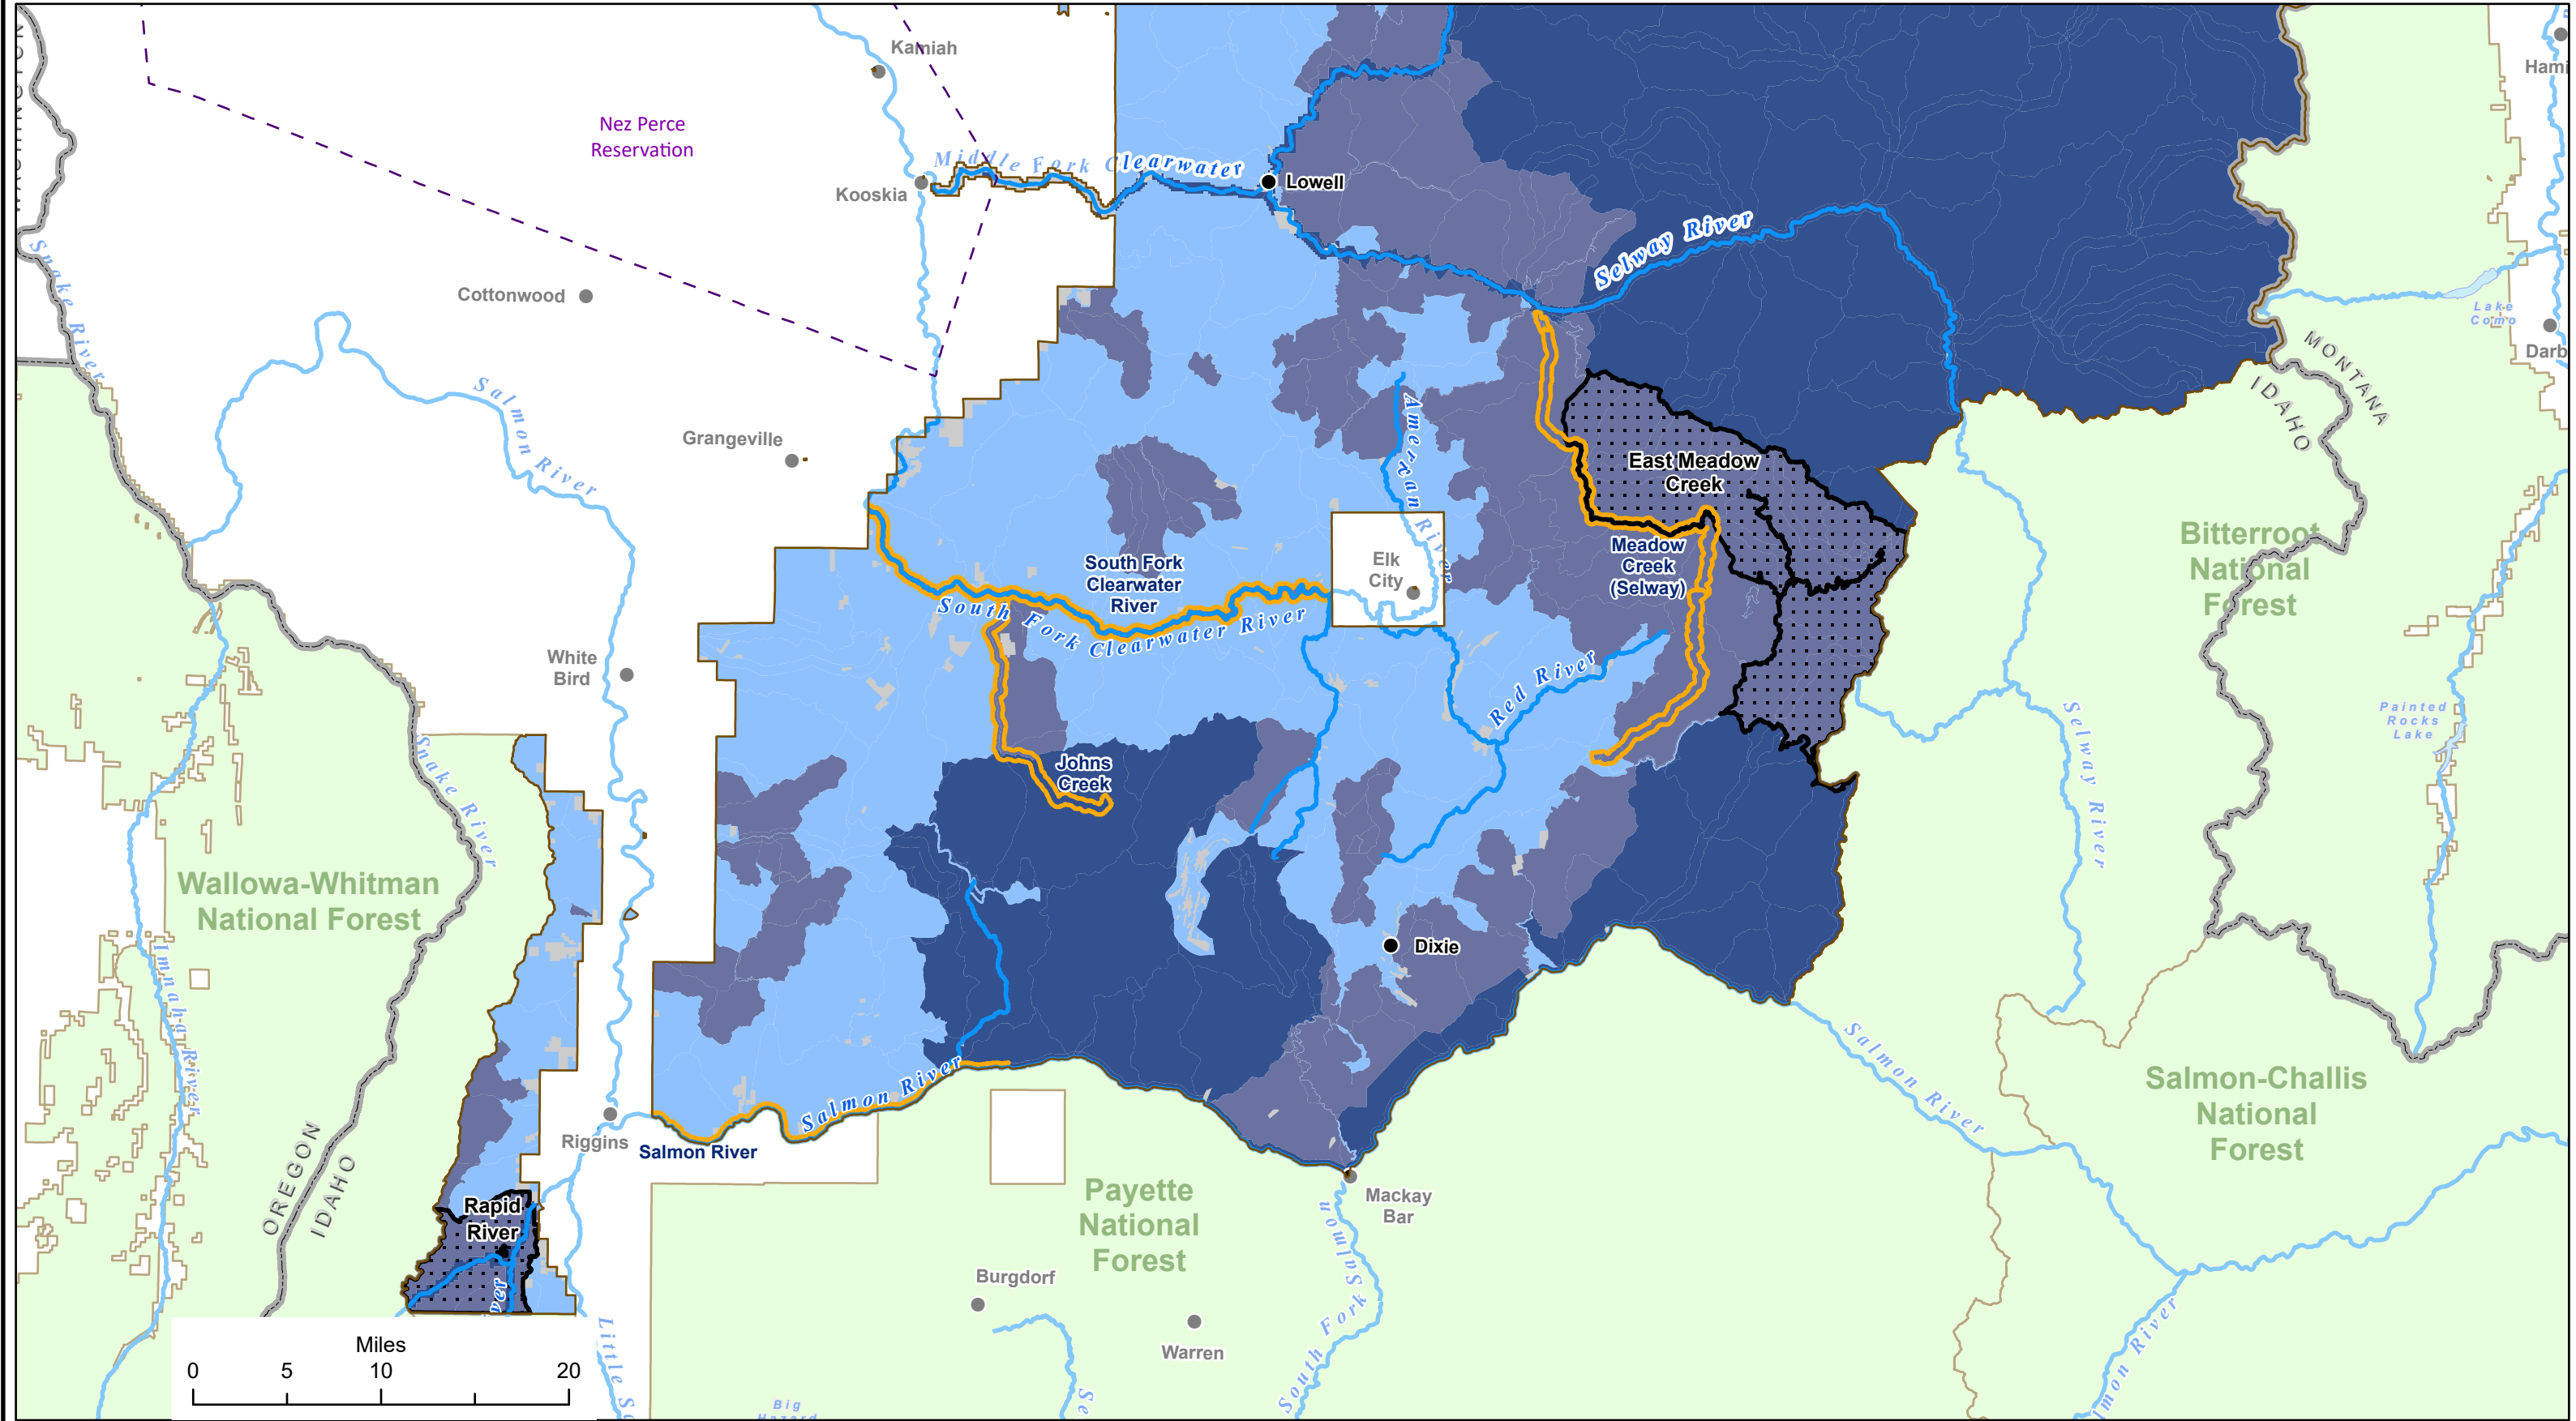 Kamiah
Nez Perce
Reservation
Middle Fork Clearwater
Kooskia
Lowell
Selway River
Snake River
Cottonwood
Lake
Como
MONTANA
IDAHO
Salmon River
Grangeville
American River
East Meadow
Creek
Meadow
Creek
(Selway)
Elk
City
South Fork
Clearwater
River
South Fork Clearwater River
Bitterroot
National
Forest
White
Bird
Red River
Johns
Creek
Snake River
Selway River
Painted
Rocks
Lake
Wallowa-Whitman
National Forest
Imnaha River
Dixie
Salmon River
Salmon River
Riggins
Salmon River
Salmon-Challis
National
Forest
OREGON
IDAHO
Rapid
River
Payette
National
Forest
Mackay
Bar
South Fork Salmon
Burgdorf
Warren
Little
Big
Miles
0 5 10 20